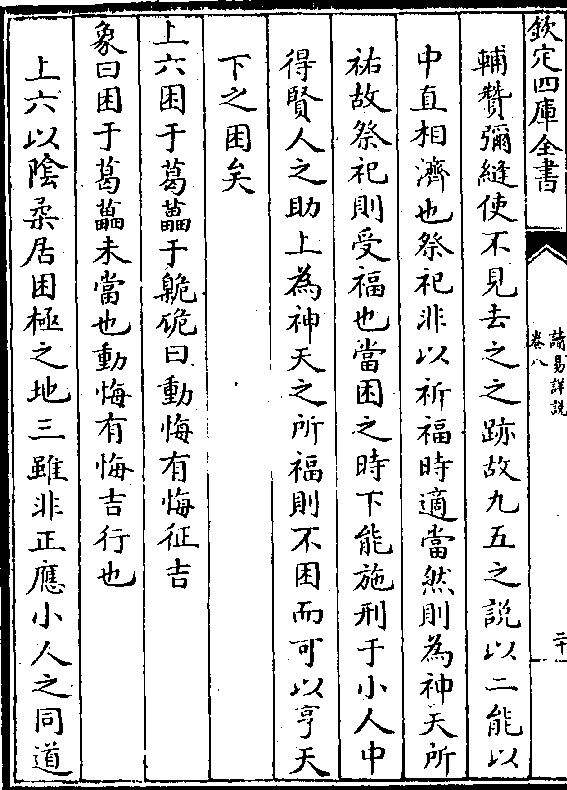 欽定四庫全書
讀易詳說
卷八
二十
輔贊彌縫使不見去之之跡故九五之說以二能以
中直相濟也祭祀非以祈福時適當然則為神天所
祐故祭祀則受福也當困之時下能施刑于小人中
得賢人之助上為神天之所福則不困而可以亨天
下之困矣
上六困于葛藟于臲硊曰動悔有悔征吉
象曰困于葛藟未當也動悔有悔吉行也
上六以陰柔居困極之地三雖非正應小人之同道